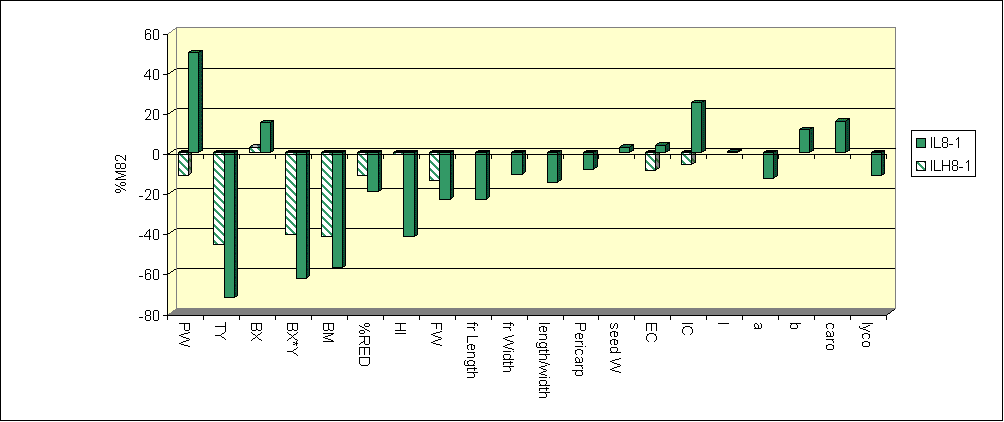 60
40
20
0
-20
-40
-60
-80
%M82
PW
TY
BX
BX*Y
BM
%RED
HI
FW
fr Length
fr Width
length/width
Pericarp
seed W
EC
IC
l
a
b
caro
lyco
IL8-1
ILH8-1